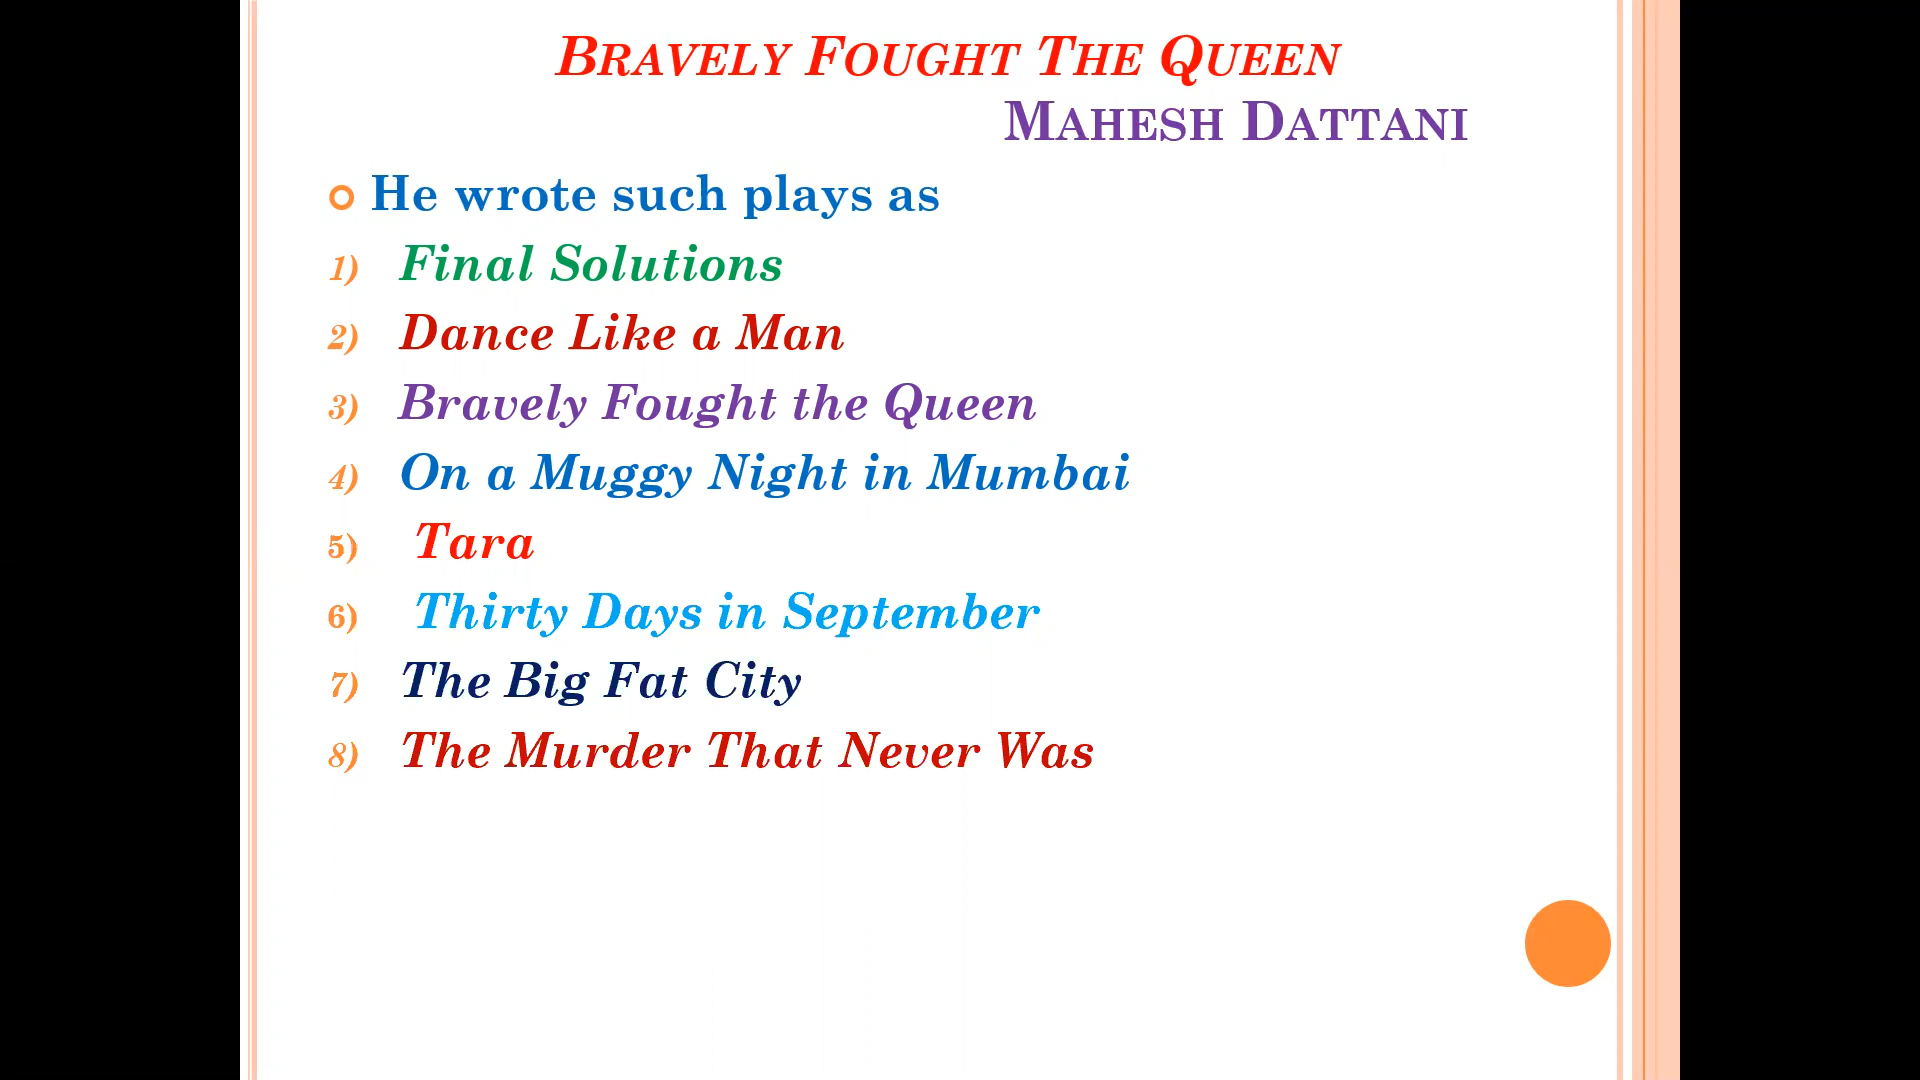 BRAVELY FOUGHT THE QUEEN
MAHESH DATTANI
He wrote such plays as
1) Final Solutions
2) Dance Like a Man
3) Bravely Fought the Queen
4) On a Muggy Night in Mumbai
5) Tara
6) Thirty Days in September
7) The Big Fat City
8) The Murder That Never Was